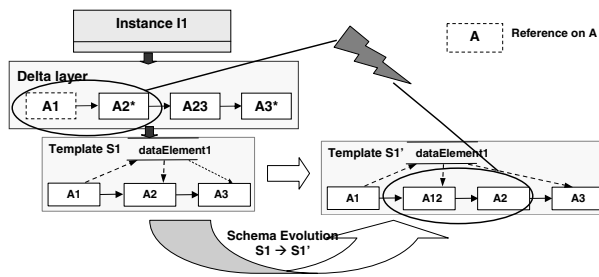 Instance I1
A
Reference on A
Delta layer
A1
A2*
A23
A3*
Template S1
dataElement1
A1
A2
A3
Template S1'
dataElement1
A1
A12
A2
A3
Schema Evolution
S1 → S1'